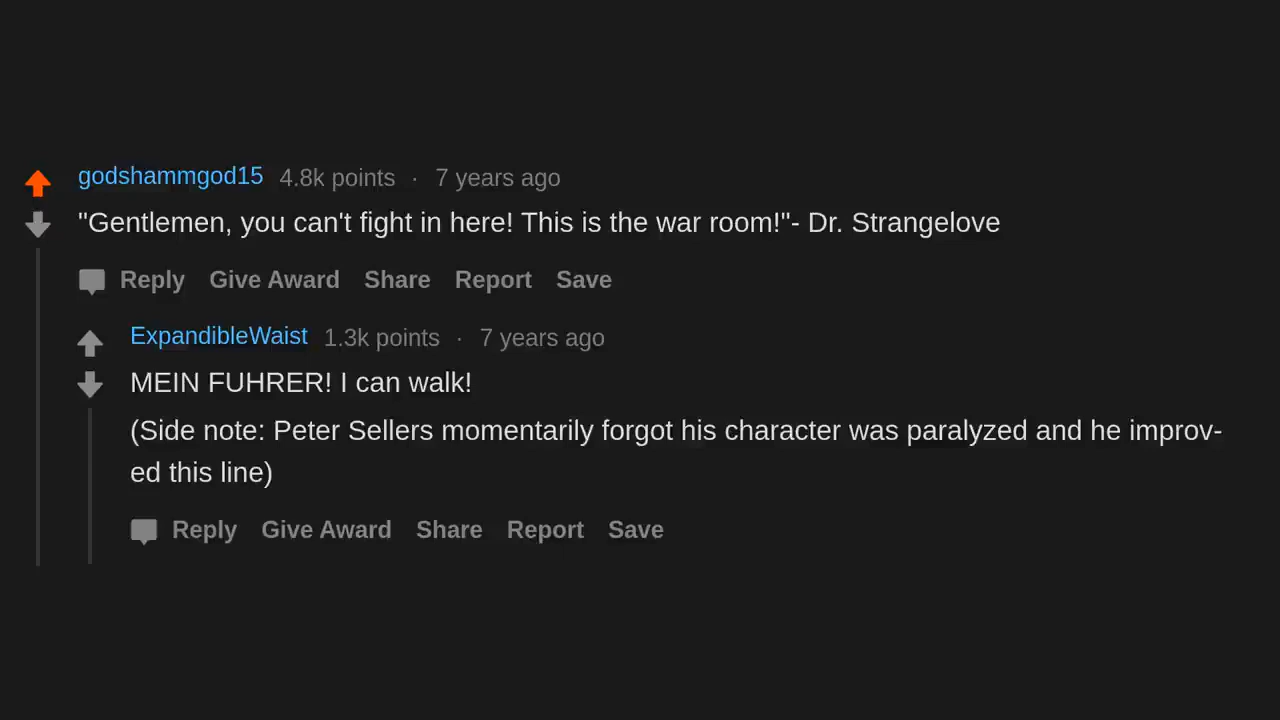 godshammgod15 4.8k points · 7 years ago
"Gentlemen, you can't fight in here! This is the war room!"- Dr. Strangelove
Reply Give Award Share Report Save
ExpandibleWaist 1.3k points · 7 years ago
MEIN FUHRER! I can walk!
(Side note: Peter Sellers momentarily forgot his character was paralyzed and he improv-
ed this line)
Reply Give Award Share Report Save